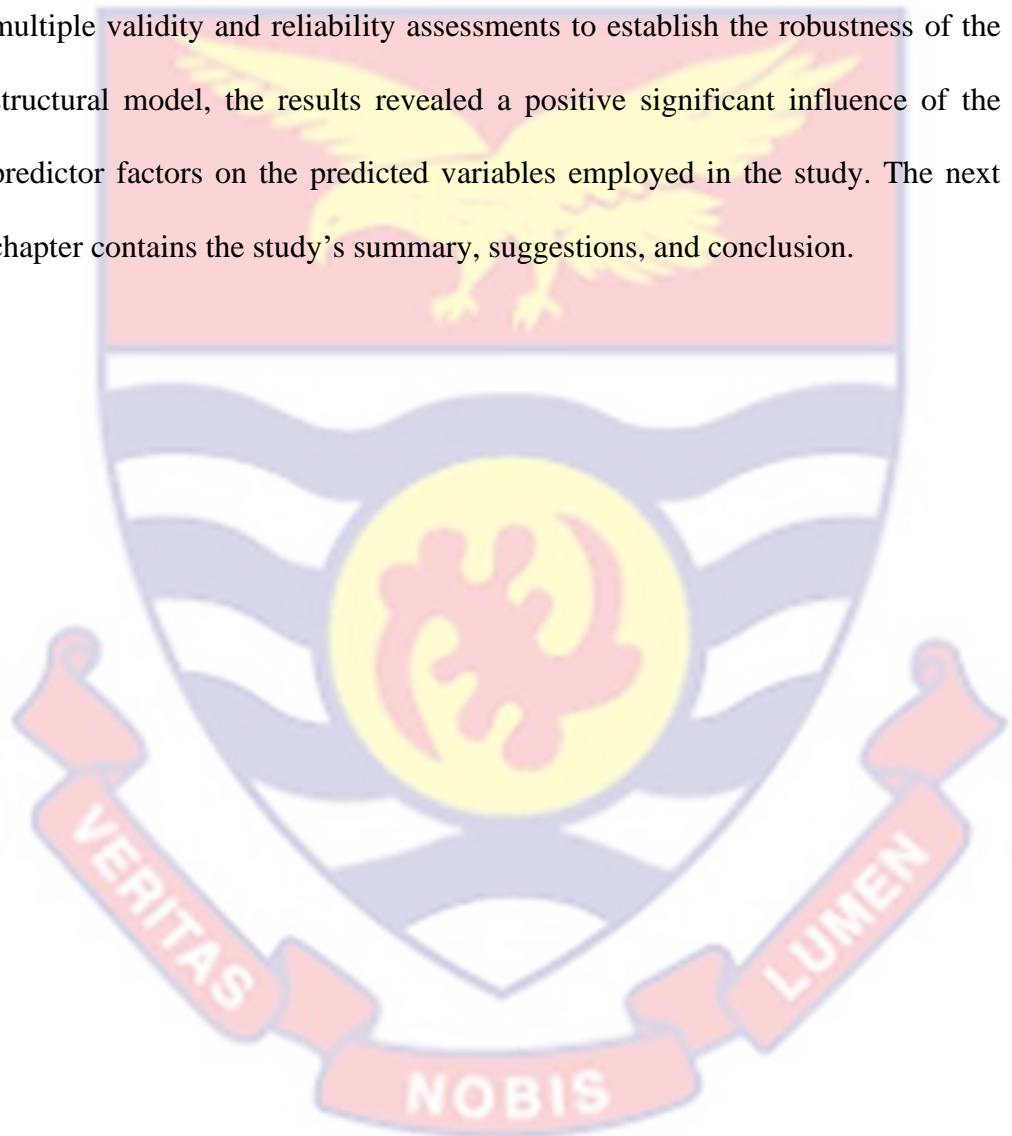 multiple validity and reliability assessments to establish the robustness of the
structural model, the results revealed a positive significant influence of the
predictor factors on the predicted variables employed in the study. The next
chapter contains the study’s summary, suggestions, and conclusion.
VERITAS
NOBIS
LUMEN